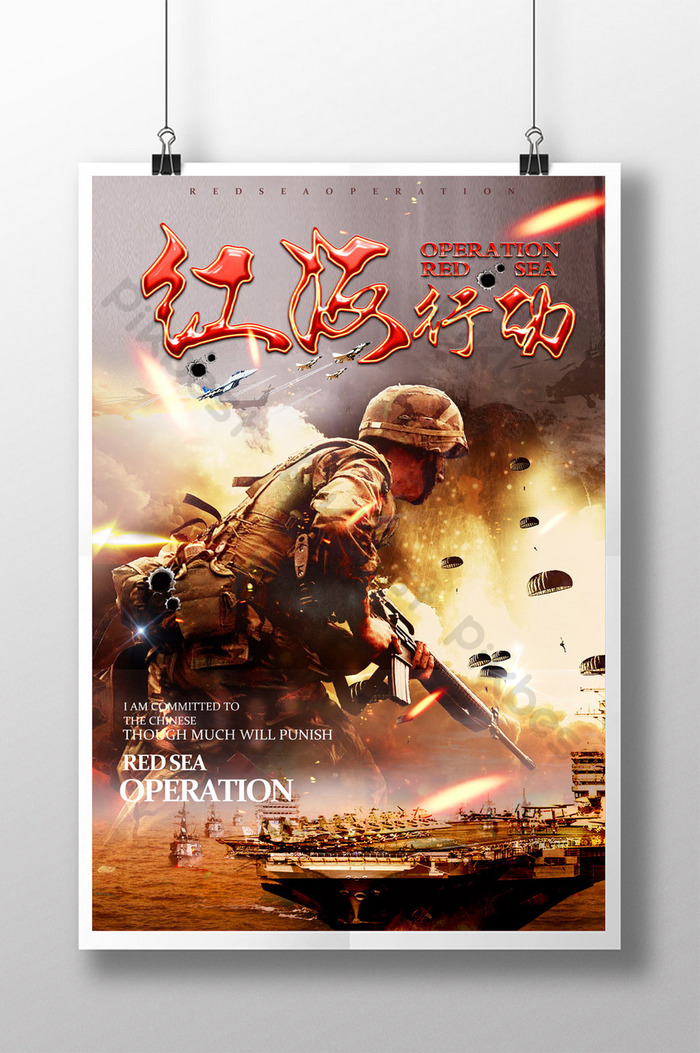 REDSEAOPERATION
红海行动
OPERATION
RED SEA
I AM COMMITTED TO
THE CHINESE
THOUGH MUCH WILL PUNISH
RED SEA
OPERATION